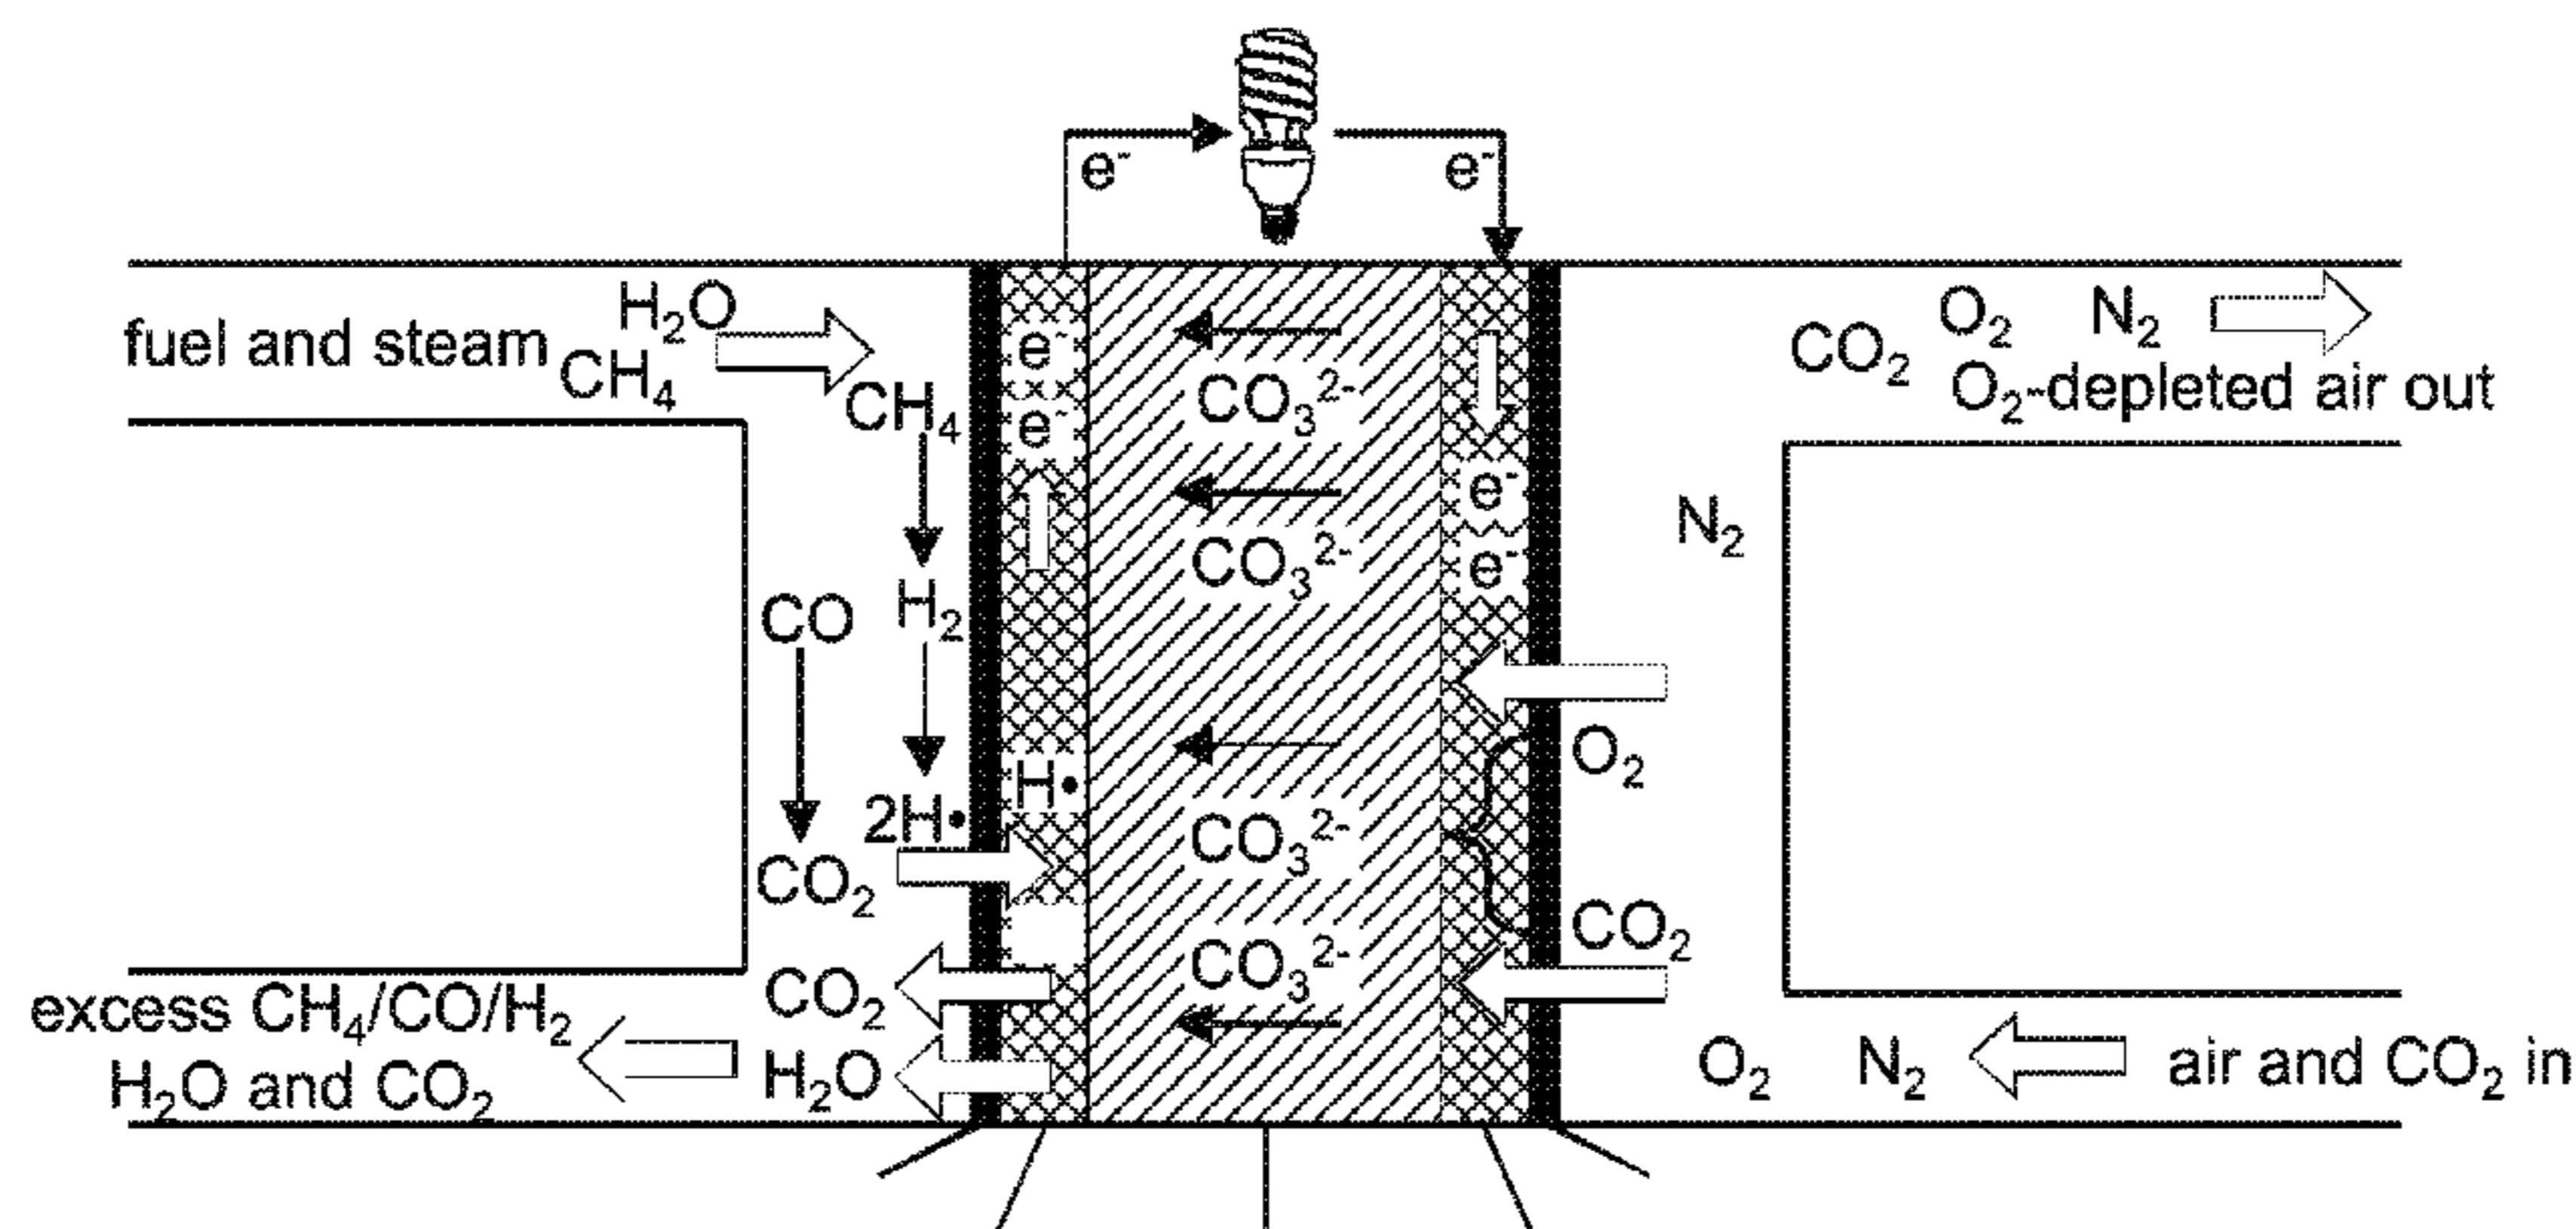 e⁻ e⁻
H₂O
fuel and steam
CH₄
CH₄
e⁻
e⁻
CO₃²⁻
CO₂ O₂ N₂
O₂-depleted air out
CO₃²⁻
e⁻
e⁻
N₂
CO
H₂
H•
O₂
2H•
CO₃²⁻
CO₂
CO₃²⁻
CO₂
CO₂
excess CH₄/CO/H₂
H₂O and CO₂
H₂O
O₂ N₂ air and CO₂ in